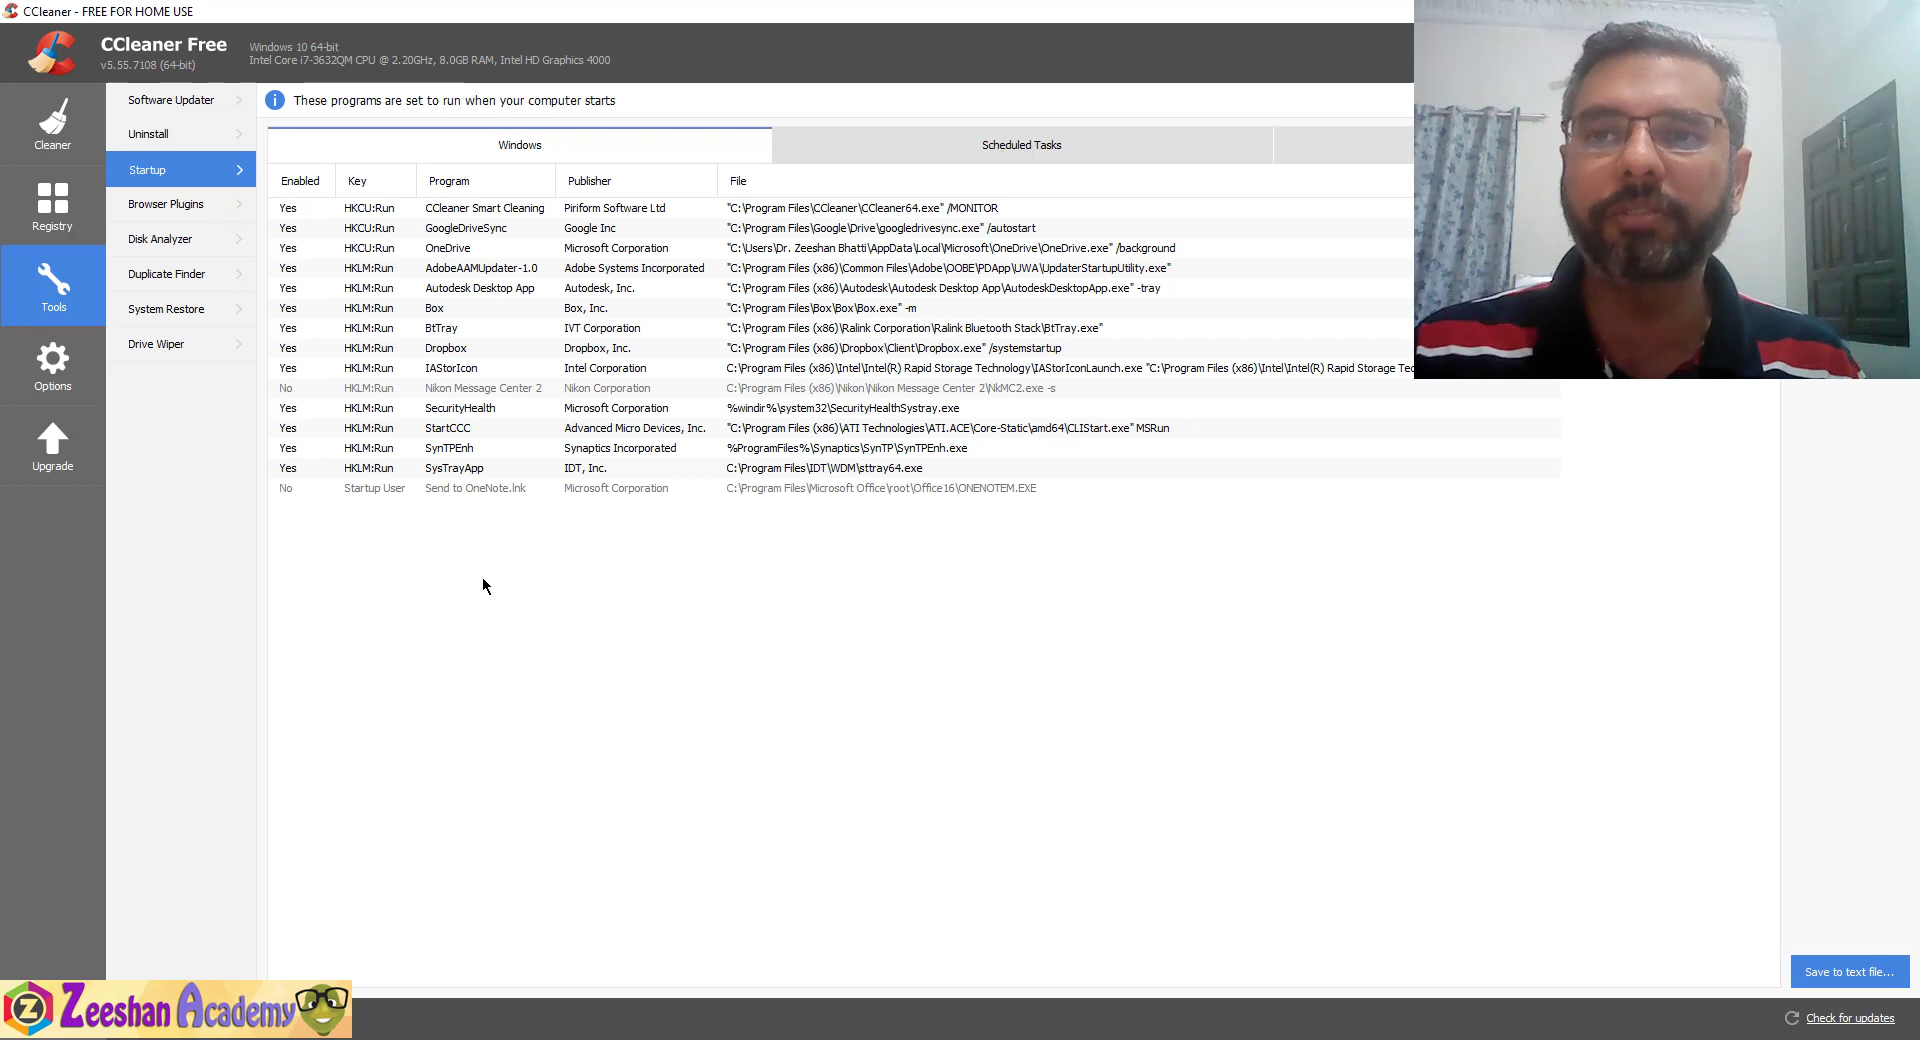 CCleaner - FREE FOR HOME USE
CCleaner Free
v5.55.7108 (64-bit)
Windows 10 64-bit
Intel Core i7-3632QM CPU @ 2.20GHz, 8.0GB RAM, Intel HD Graphics 4000
Cleaner
Registry
Tools
Options
Upgrade
Software Updater
Uninstall
Startup
Browser Plugins
Disk Analyzer
Duplicate Finder
System Restore
Drive Wiper
These programs are set to run when your computer starts
Windows Scheduled Tasks
Enabled Key Program Publisher File
Yes HKCU:Run CCleaner Smart Cleaning Piriform Software Ltd "C:\Program Files\CCleaner\CCleaner64.exe" /MONITOR
Yes HKCU:Run GoogleDriveSync Google Inc "C:\Program Files\Google\Drive\googledrivesync.exe" /autostart
Yes HKCU:Run OneDrive Microsoft Corporation "C:\Users\Dr. Zeeshan Bhatti\AppData\Local\Microsoft\OneDrive\OneDrive.exe" /background
Yes HKLM:Run AdobeAAMUpdater-1.0 Adobe Systems Incorporated "C:\Program Files (x86)\Common Files\Adobe\OOBE\PDApp\UWA\UpdaterStartupUtility.exe"
Yes HKLM:Run Autodesk Desktop App Autodesk, Inc. "C:\Program Files (x86)\Autodesk\Autodesk Desktop App\AutodeskDesktopApp.exe" -tray
Yes HKLM:Run Box Box, Inc. "C:\Program Files\Box\Box\Box.exe" -m
Yes HKLM:Run BtTray IVT Corporation "C:\Program Files (x86)\Ralink Corporation\Ralink Bluetooth Stack\BtTray.exe"
Yes HKLM:Run Dropbox Dropbox, Inc. "C:\Program Files (x86)\Dropbox\Client\Dropbox.exe" /systemstartup
Yes HKLM:Run IAStorIcon Intel Corporation C:\Program Files (x86)\Intel\Intel(R) Rapid Storage Technology\IAStorIconLaunch.exe "C:\Program Files (x86)\Intel\Intel(R) Rapid Storage Tec
No HKLM:Run Nikon Message Center 2 Nikon Corporation C:\Program Files (x86)\Nikon\Nikon Message Center 2\NkMC2.exe -s
Yes HKLM:Run SecurityHealth Microsoft Corporation %windir%\system32\SecurityHealthSystray.exe
Yes HKLM:Run StartCCC Advanced Micro Devices, Inc. "C:\Program Files (x86)\ATI Technologies\ATI.ACE\Core-Static\amd64\CLIStart.exe" MSRun
Yes HKLM:Run SynTPEnh Synaptics Incorporated %ProgramFiles%\Synaptics\SynTP\SynTPEnh.exe
Yes HKLM:Run SysTrayApp IDT, Inc. C:\Program Files\IDT\WDM\sttray64.exe
No Startup User Send to OneNote.lnk Microsoft Corporation C:\Program Files\Microsoft Office\root\Office16\ONENOTEM.EXE
Save to text file...
Z Zeeshan Academy
Check for updates